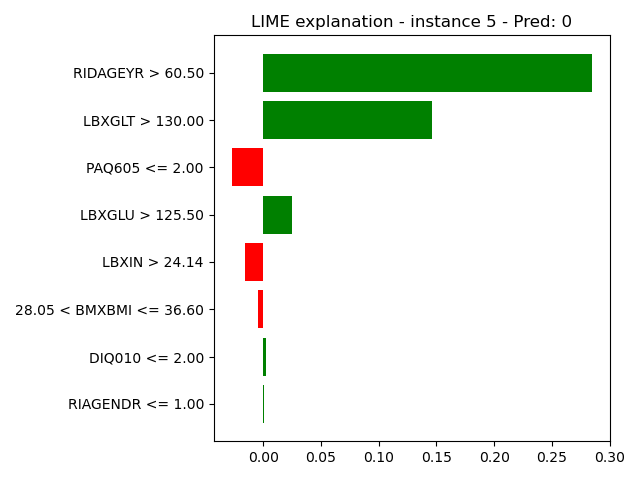 LIME explanation - instance 5 - Pred: 0
RIDAGEYR > 60.50
LBXGLT > 130.00
PAQ605 <= 2.00
LBXGLU > 125.50
LBXIN > 24.14
28.05 < BMXBMI <= 36.60
DIQ010 <= 2.00
RIAGENDR <= 1.00
0.00 0.05 0.10 0.15 0.20 0.25 0.30